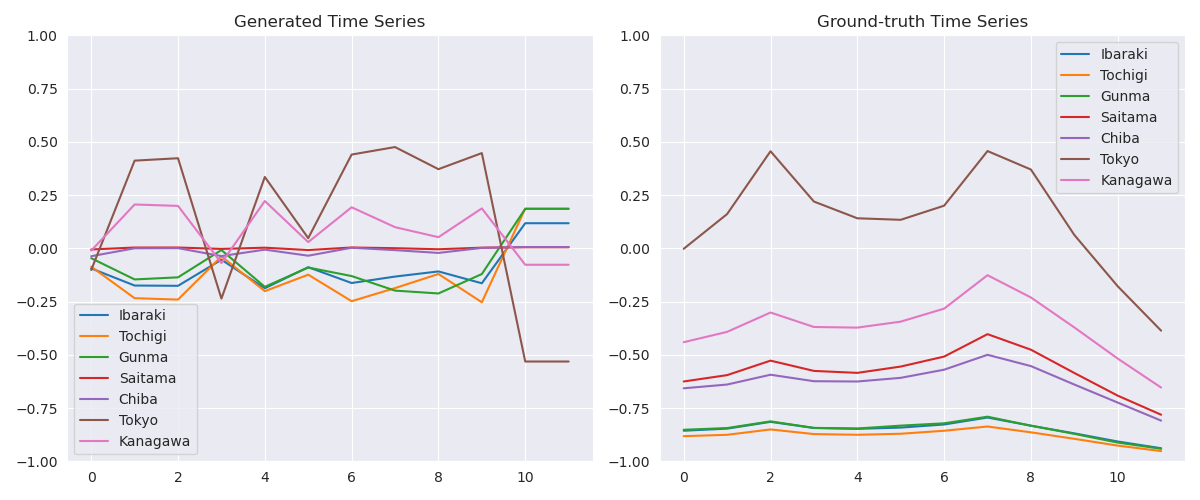 Generated Time Series
1.00
0.75
0.50
0.25
0.00
−0.25
−0.50
−0.75
−1.00
0 2 4 6 8 10
Ibaraki
Tochigi
Gunma
Saitama
Chiba
Tokyo
Kanagawa
Ground-truth Time Series
1.00
0.75
0.50
0.25
0.00
−0.25
−0.50
−0.75
−1.00
0 2 4 6 8 10
Ibaraki
Tochigi
Gunma
Saitama
Chiba
Tokyo
Kanagawa